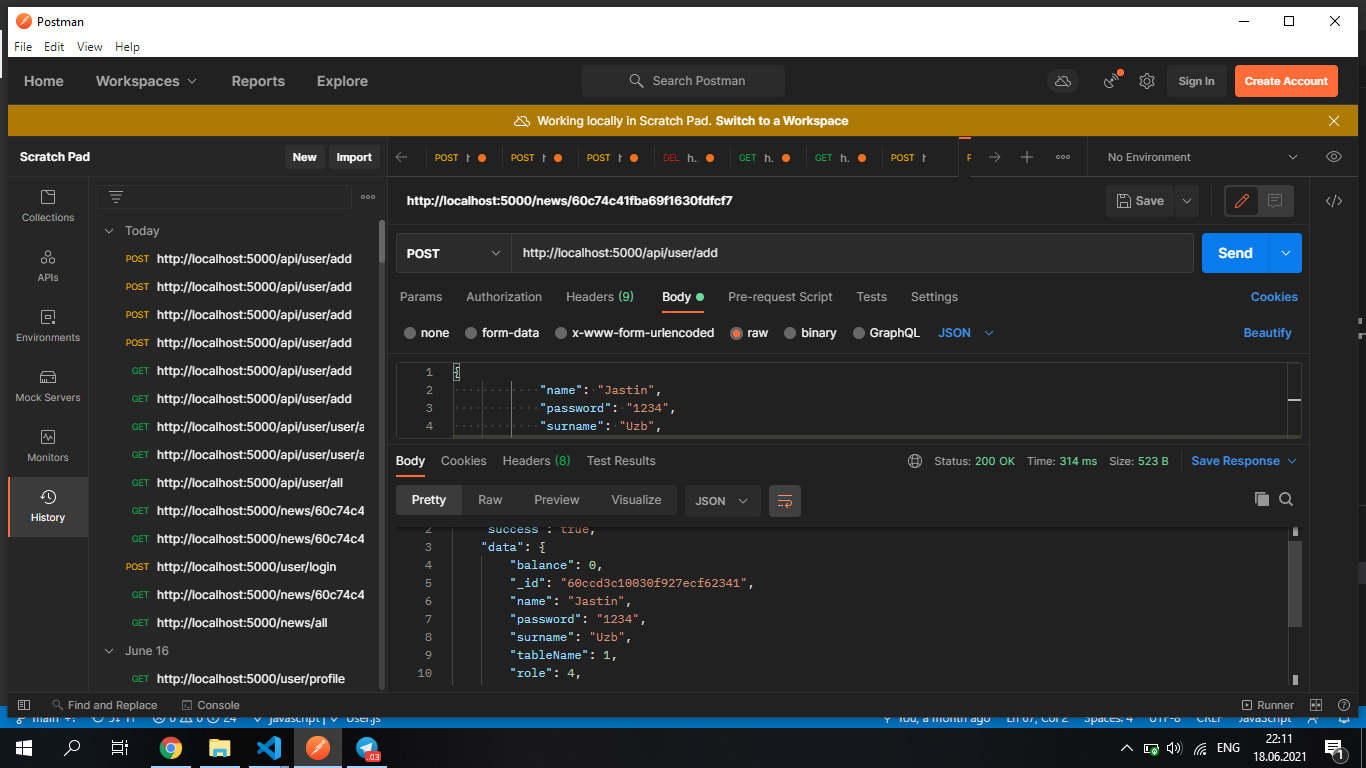 Postman
File Edit View Help
Home Workspaces Reports Explore Search Postman Sign In Create Account
Working locally in Scratch Pad. Switch to a Workspace
Scratch Pad New Import
POST h POST h POST h DEL h. GET h. GET h. POST h No Environment
Collections
APIs
Environments
Mock Servers
Monitors
History
Today
POST http://localhost:5000/api/user/add
POST http://localhost:5000/api/user/add
POST http://localhost:5000/api/user/add
POST http://localhost:5000/api/user/add
GET http://localhost:5000/api/user/add
GET http://localhost:5000/api/user/add
GET http://localhost:5000/api/user/user/a
GET http://localhost:5000/api/user/user/a
GET http://localhost:5000/api/user/all
GET http://localhost:5000/news/60c74c4
GET http://localhost:5000/news/60c74c4
POST http://localhost:5000/user/login
GET http://localhost:5000/news/60c74c4
GET http://localhost:5000/news/all
June 16
GET http://localhost:5000/user/profile
http://localhost:5000/news/60c74c41fba69f1630fdfcf7 Save
POST http://localhost:5000/api/user/add Send
Params Authorization Headers (9) Body Pre-request Script Tests Settings Cookies
none form-data x-www-form-urlencoded raw binary GraphQL JSON Beautify
1 {
2 "name": "Jastin",
3 "password": "1234",
4 "surname": "Uzb",
Body Cookies Headers (8) Test Results Status: 200 OK Time: 314 ms Size: 523 B Save Response
Pretty Raw Preview Visualize JSON
2 "success": true,
3 "data": {
4 "balance": 0,
5 "_id": "60ccd3c10030f927ecf62341",
6 "name": "Jastin",
7 "password": "1234",
8 "surname": "Uzb",
9 "tableName": 1,
10 "role": 4,
Find and Replace Console Runner
main 24 javascript | User.js You, a month ago Ln 67, Col 2 Spaces: 4 UTF-8 CRLF JavaScript
.03 ENG 22:11
18.06.2021 1